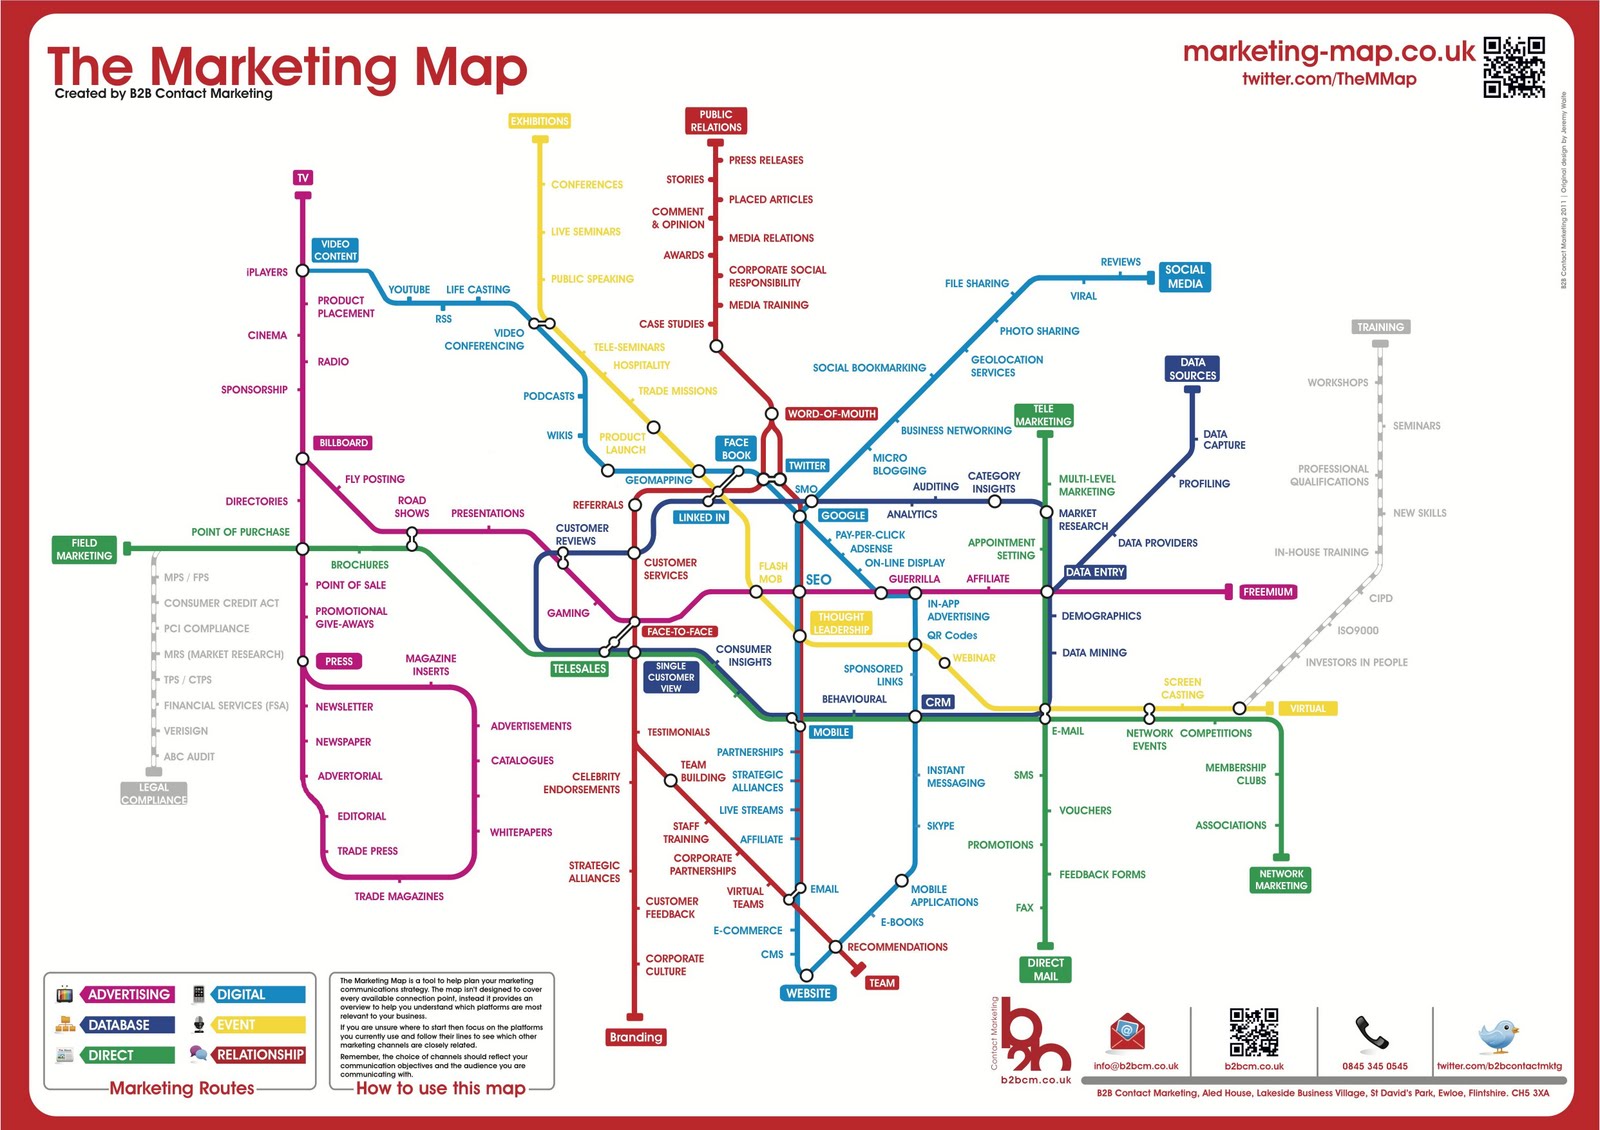 The Marketing Map
Created by B2B Contact Marketing
marketing-map.co.uk
twitter.com/TheMMap
B2B Contact Marketing 2011 | Original design by Jeremy Waite
EXHIBITIONS
CONFERENCES
LIVE SEMINARS
PUBLIC SPEAKING
TELE-SEMINARS
HOSPITALITY
TRADE MISSIONS
PRODUCT
LAUNCH
FLASH
MOB
THOUGHT
LEADERSHIP
WEBINAR
SCREEN
CASTING
VIRTUAL
PUBLIC
RELATIONS
PRESS RELEASES
STORIES
PLACED ARTICLES
COMMENT
& OPINION
MEDIA RELATIONS
AWARDS
CORPORATE SOCIAL
RESPONSIBILITY
MEDIA TRAINING
CASE STUDIES
WORD-OF-MOUTH
TV
VIDEO
CONTENT
iPLAYERS
PRODUCT
PLACEMENT
CINEMA
RADIO
SPONSORSHIP
BILLBOARD
FLY POSTING
DIRECTORIES
ROAD
SHOWS
PRESENTATIONS
YOUTUBE
LIFE CASTING
RSS
VIDEO
CONFERENCING
PODCASTS
WIKIS
GEOMAPPING
FACE
BOOK
TWITTER
LINKED IN
SMO
GOOGLE
REVIEWS
SOCIAL
MEDIA
FILE SHARING
VIRAL
PHOTO SHARING
GEOLOCATION
SERVICES
SOCIAL BOOKMARKING
BUSINESS NETWORKING
MICRO
BLOGGING
AUDITING
CATEGORY
INSIGHTS
ANALYTICS
PAY-PER-CLICK
ADSENSE
ON-LINE DISPLAY
TELE
MARKETING
MULTI-LEVEL
MARKETING
MARKET
RESEARCH
APPOINTMENT
SETTING
DATA
SOURCES
DATA
CAPTURE
PROFILING
DATA PROVIDERS
DATA ENTRY
TRAINING
WORKSHOPS
SEMINARS
PROFESSIONAL
QUALIFICATIONS
NEW SKILLS
IN-HOUSE TRAINING
CIPD
ISO9000
INVESTORS IN PEOPLE
FIELD
MARKETING
POINT OF PURCHASE
BROCHURES
MPS / FPS
CONSUMER CREDIT ACT
PCI COMPLIANCE
MRS (MARKET RESEARCH)
TPS / CTPS
FINANCIAL SERVICES (FSA)
VERISIGN
ABC AUDIT
LEGAL
COMPLIANCE
POINT OF SALE
PROMOTIONAL
GIVE-AWAYS
PRESS
MAGAZINE
INSERTS
NEWSLETTER
NEWSPAPER
ADVERTORIAL
EDITORIAL
TRADE PRESS
TRADE MAGAZINES
ADVERTISEMENTS
CATALOGUES
WHITEPAPERS
REFERRALS
CUSTOMER
REVIEWS
CUSTOMER
SERVICES
GAMING
FACE-TO-FACE
TELESALES
SINGLE
CUSTOMER
VIEW
CONSUMER
INSIGHTS
SEO
GUERRILLA
AFFILIATE
FREEMIUM
IN-APP
ADVERTISING
QR Codes
SPONSORED
LINKS
BEHAVIOURAL
CRM
DEMOGRAPHICS
DATA MINING
E-MAIL
NETWORK
EVENTS
COMPETITIONS
MEMBERSHIP
CLUBS
ASSOCIATIONS
NETWORK
MARKETING
MOBILE
TESTIMONIALS
TEAM
BUILDING
CELEBRITY
ENDORSEMENTS
STAFF
TRAINING
CORPORATE
PARTNERSHIPS
STRATEGIC
ALLIANCES
VIRTUAL
TEAMS
CUSTOMER
FEEDBACK
CORPORATE
CULTURE
Branding
PARTNERSHIPS
STRATEGIC
ALLIANCES
LIVE STREAMS
AFFILIATE
EMAIL
E-COMMERCE
CMS
WEBSITE
INSTANT
MESSAGING
SKYPE
MOBILE
APPLICATIONS
E-BOOKS
RECOMMENDATIONS
TEAM
SMS
VOUCHERS
PROMOTIONS
FEEDBACK FORMS
FAX
DIRECT
MAIL
ADVERTISING
DIGITAL
DATABASE
EVENT
DIRECT
RELATIONSHIP
Marketing Routes
The Marketing Map is a tool to help plan your marketing
communications strategy. The map isn't designed to cover
every available connection point, instead it provides an
overview to help you understand which platforms are most
relevant to your business.
If you are unsure where to start then focus on the platforms
you currently use and follow their lines to see which other
marketing channels are closely related.
Remember, the choice of channels should reflect your
communication objectives and the audience you are
communicating with.
How to use this map
Contact Marketing
b2b
b2bcm.co.uk
info@b2bcm.co.uk
b2bcm.co.uk
0845 345 0545
twitter.com/b2bcontactmktg
B2B Contact Marketing, Aled House, Lakeside Business Village, St David's Park, Ewloe, Flintshire. CH5 3XA